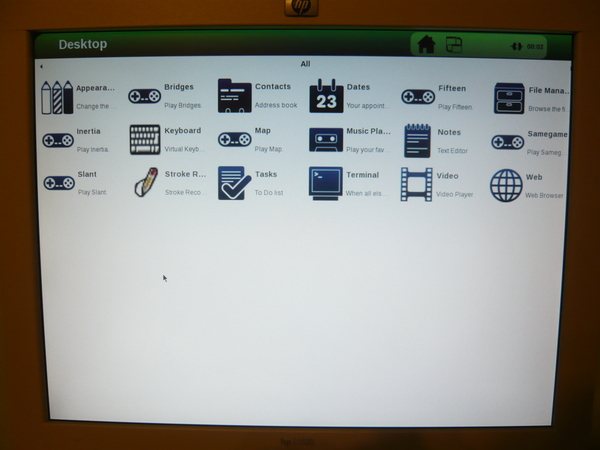 hp
Desktop
All
Appeara...
Change the ...
Bridges
Play Bridges
Contacts
Address book
23
Dates
Your appoint...
Fifteen
Play Fifteen
File Mana...
Browse the fi
Inertia
Play Inertia
Keyboard
Virtual Keyb...
Map
Play Map
Music Pla...
Play your fav...
Notes
Text Editor
Samegame
Play Sameg...
Slant
Play Slant
Stroke R...
Stroke Reco...
Tasks
To Do list
Terminal
When all els...
Video
Video Player
Web
Web Browser